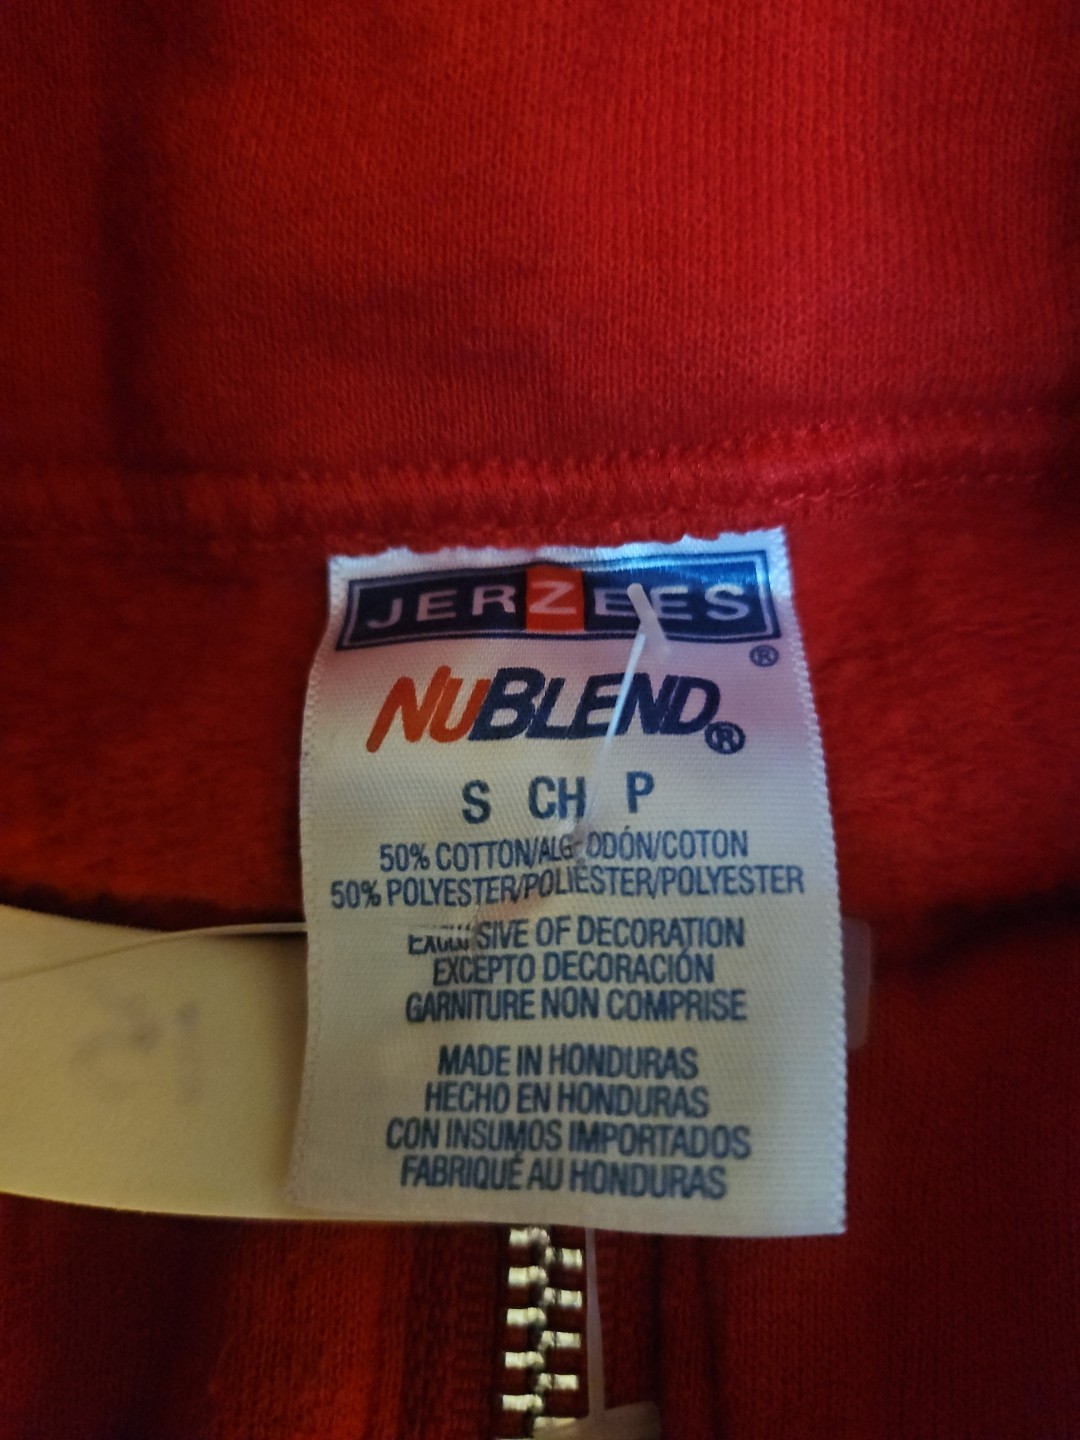 JERZEES
®
NUBLEND®
S CH P
50% COTTON/ALGODÓN/COTON
50% POLYESTER/POLIÉSTER/POLYESTER
EXCLUSIVE OF DECORATION
EXCEPTO DECORACIÓN
GARNITURE NON COMPRISE
MADE IN HONDURAS
HECHO EN HONDURAS
CON INSUMOS IMPORTADOS
FABRIQUÉ AU HONDURAS